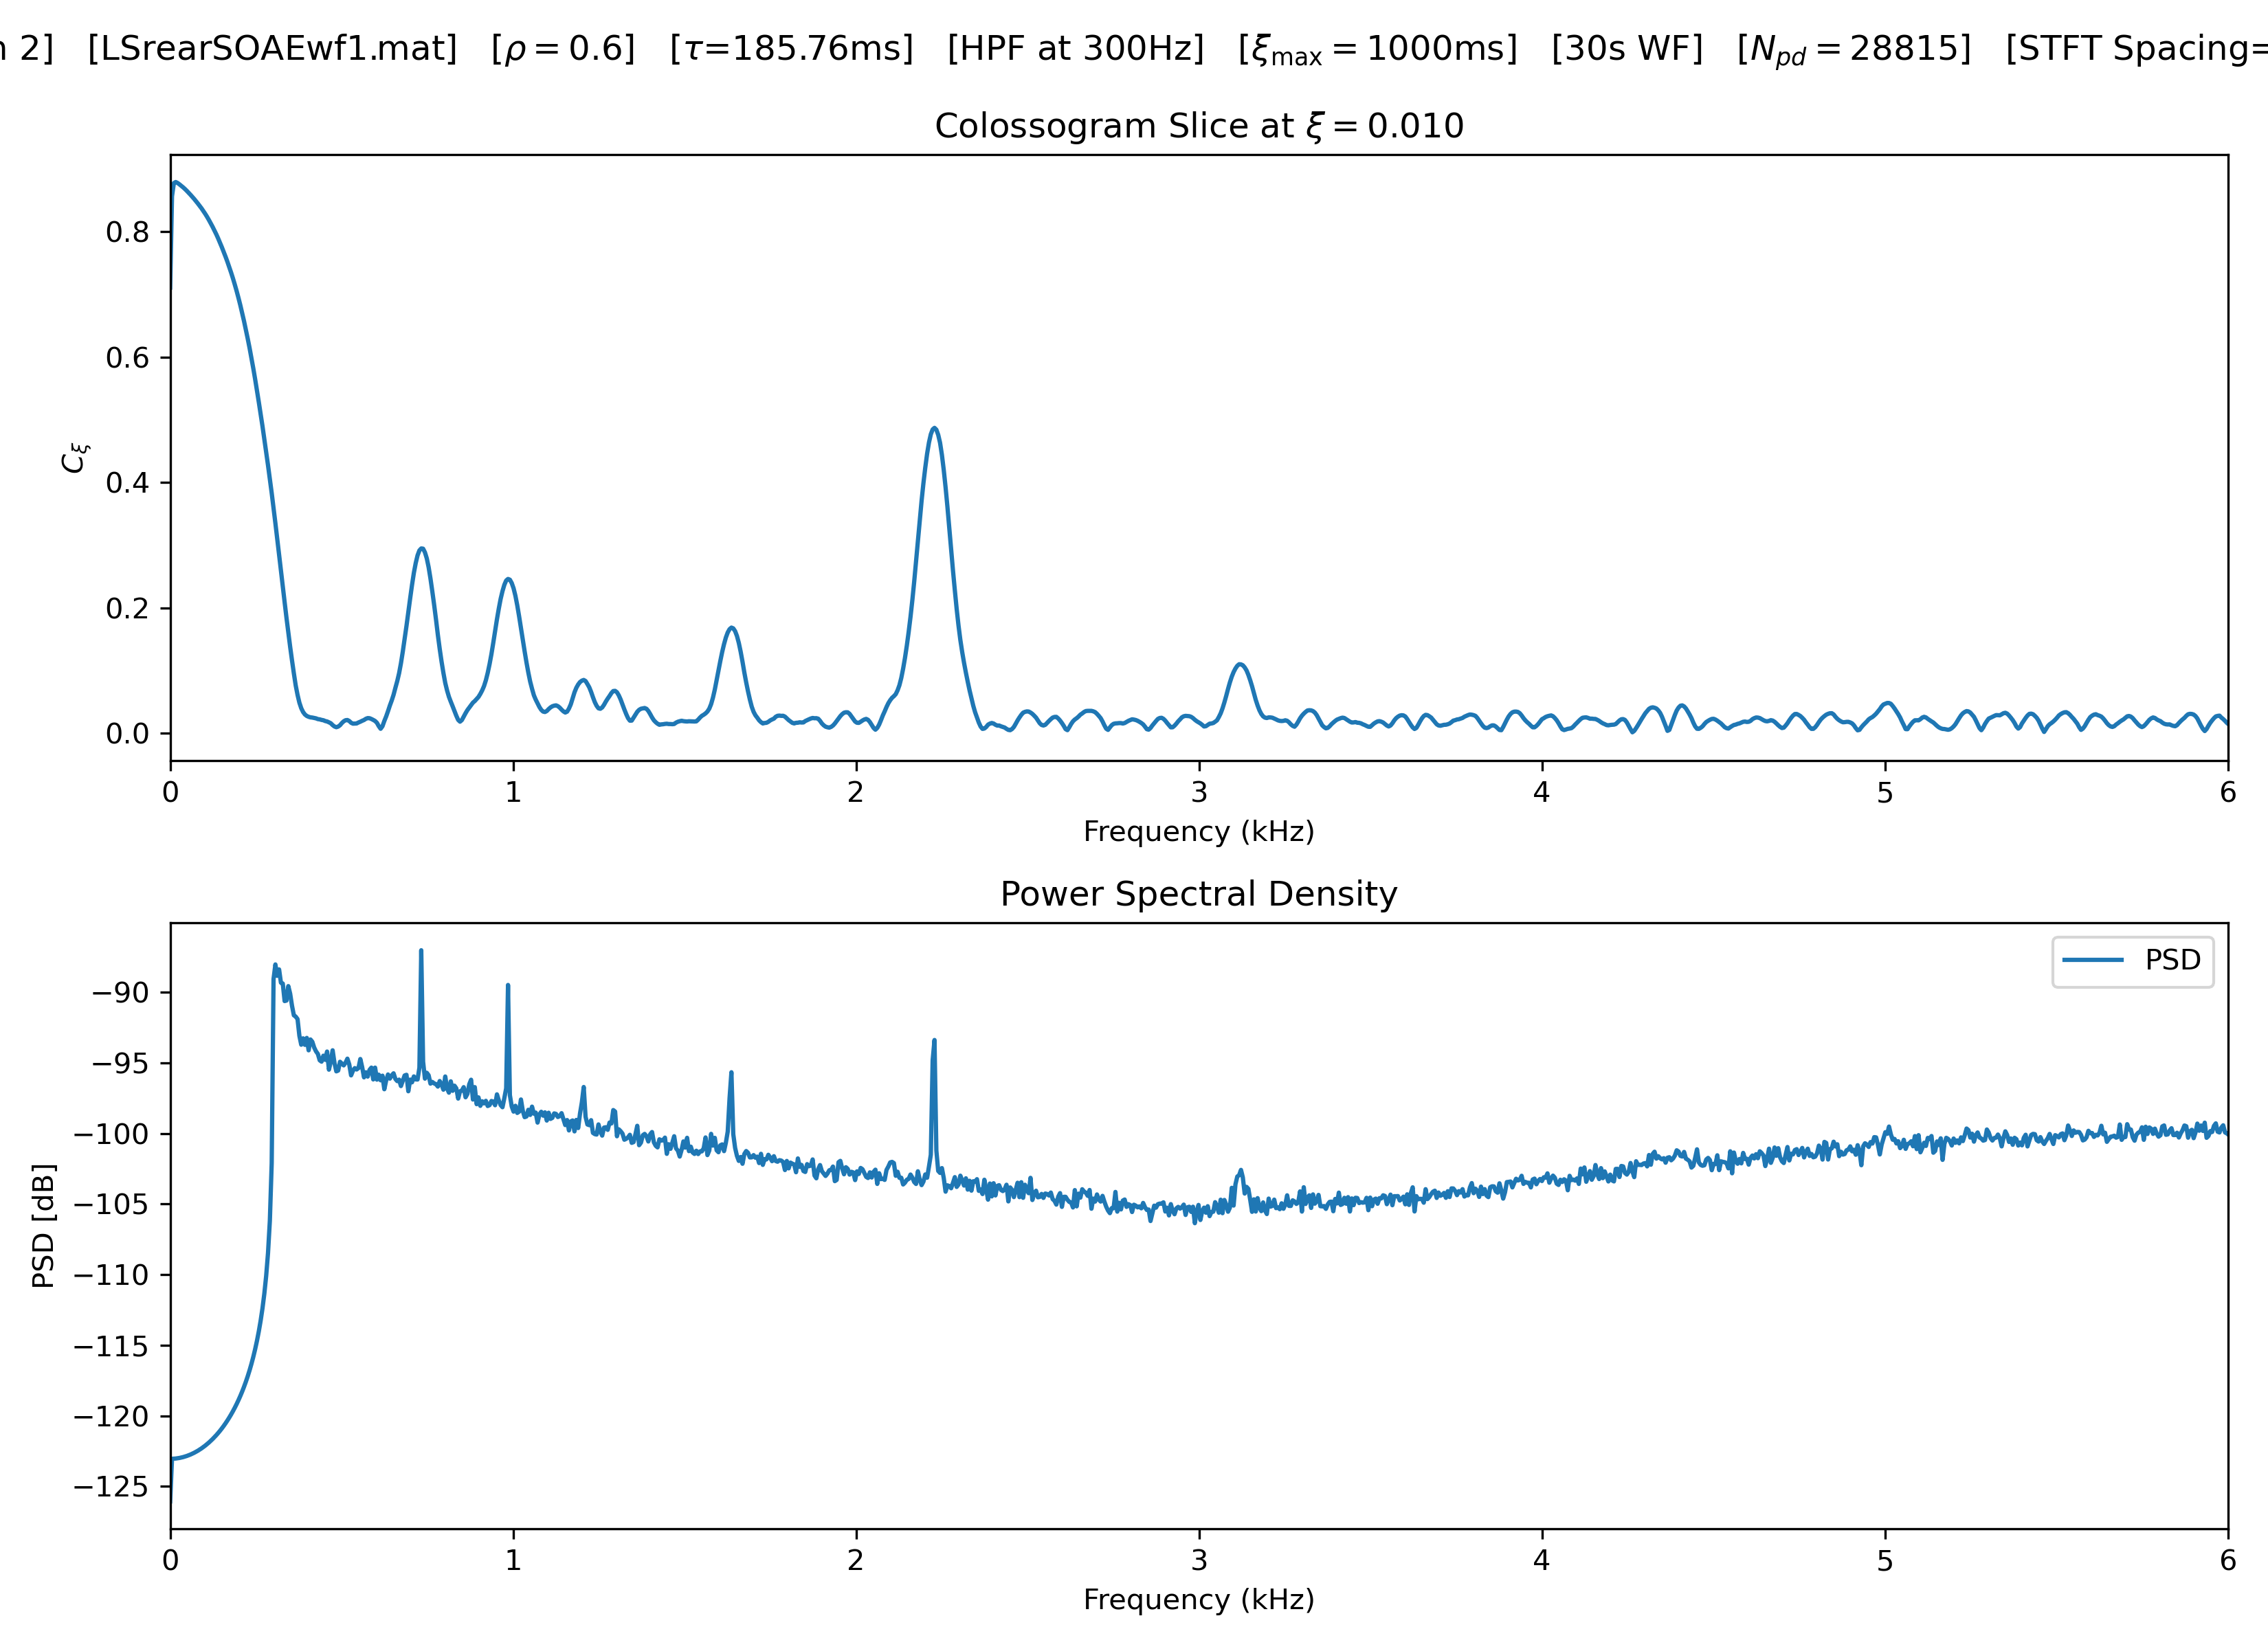 2] [LSrearSOAEwf1.mat] [ρ = 0.6] [τ=185.76ms] [HPF at 300Hz] [ξmax = 1000ms] [30s WF] [Npd = 28815] [STFT Spacing=
Colossogram Slice at ξ = 0.010
Cξ
0.8
0.6
0.4
0.2
0.0
0 1 2 3 4 5 6
Frequency (kHz)
Power Spectral Density
PSD
PSD [dB]
−90
−95
−100
−105
−110
−115
−120
−125
0 1 2 3 4 5 6
Frequency (kHz)